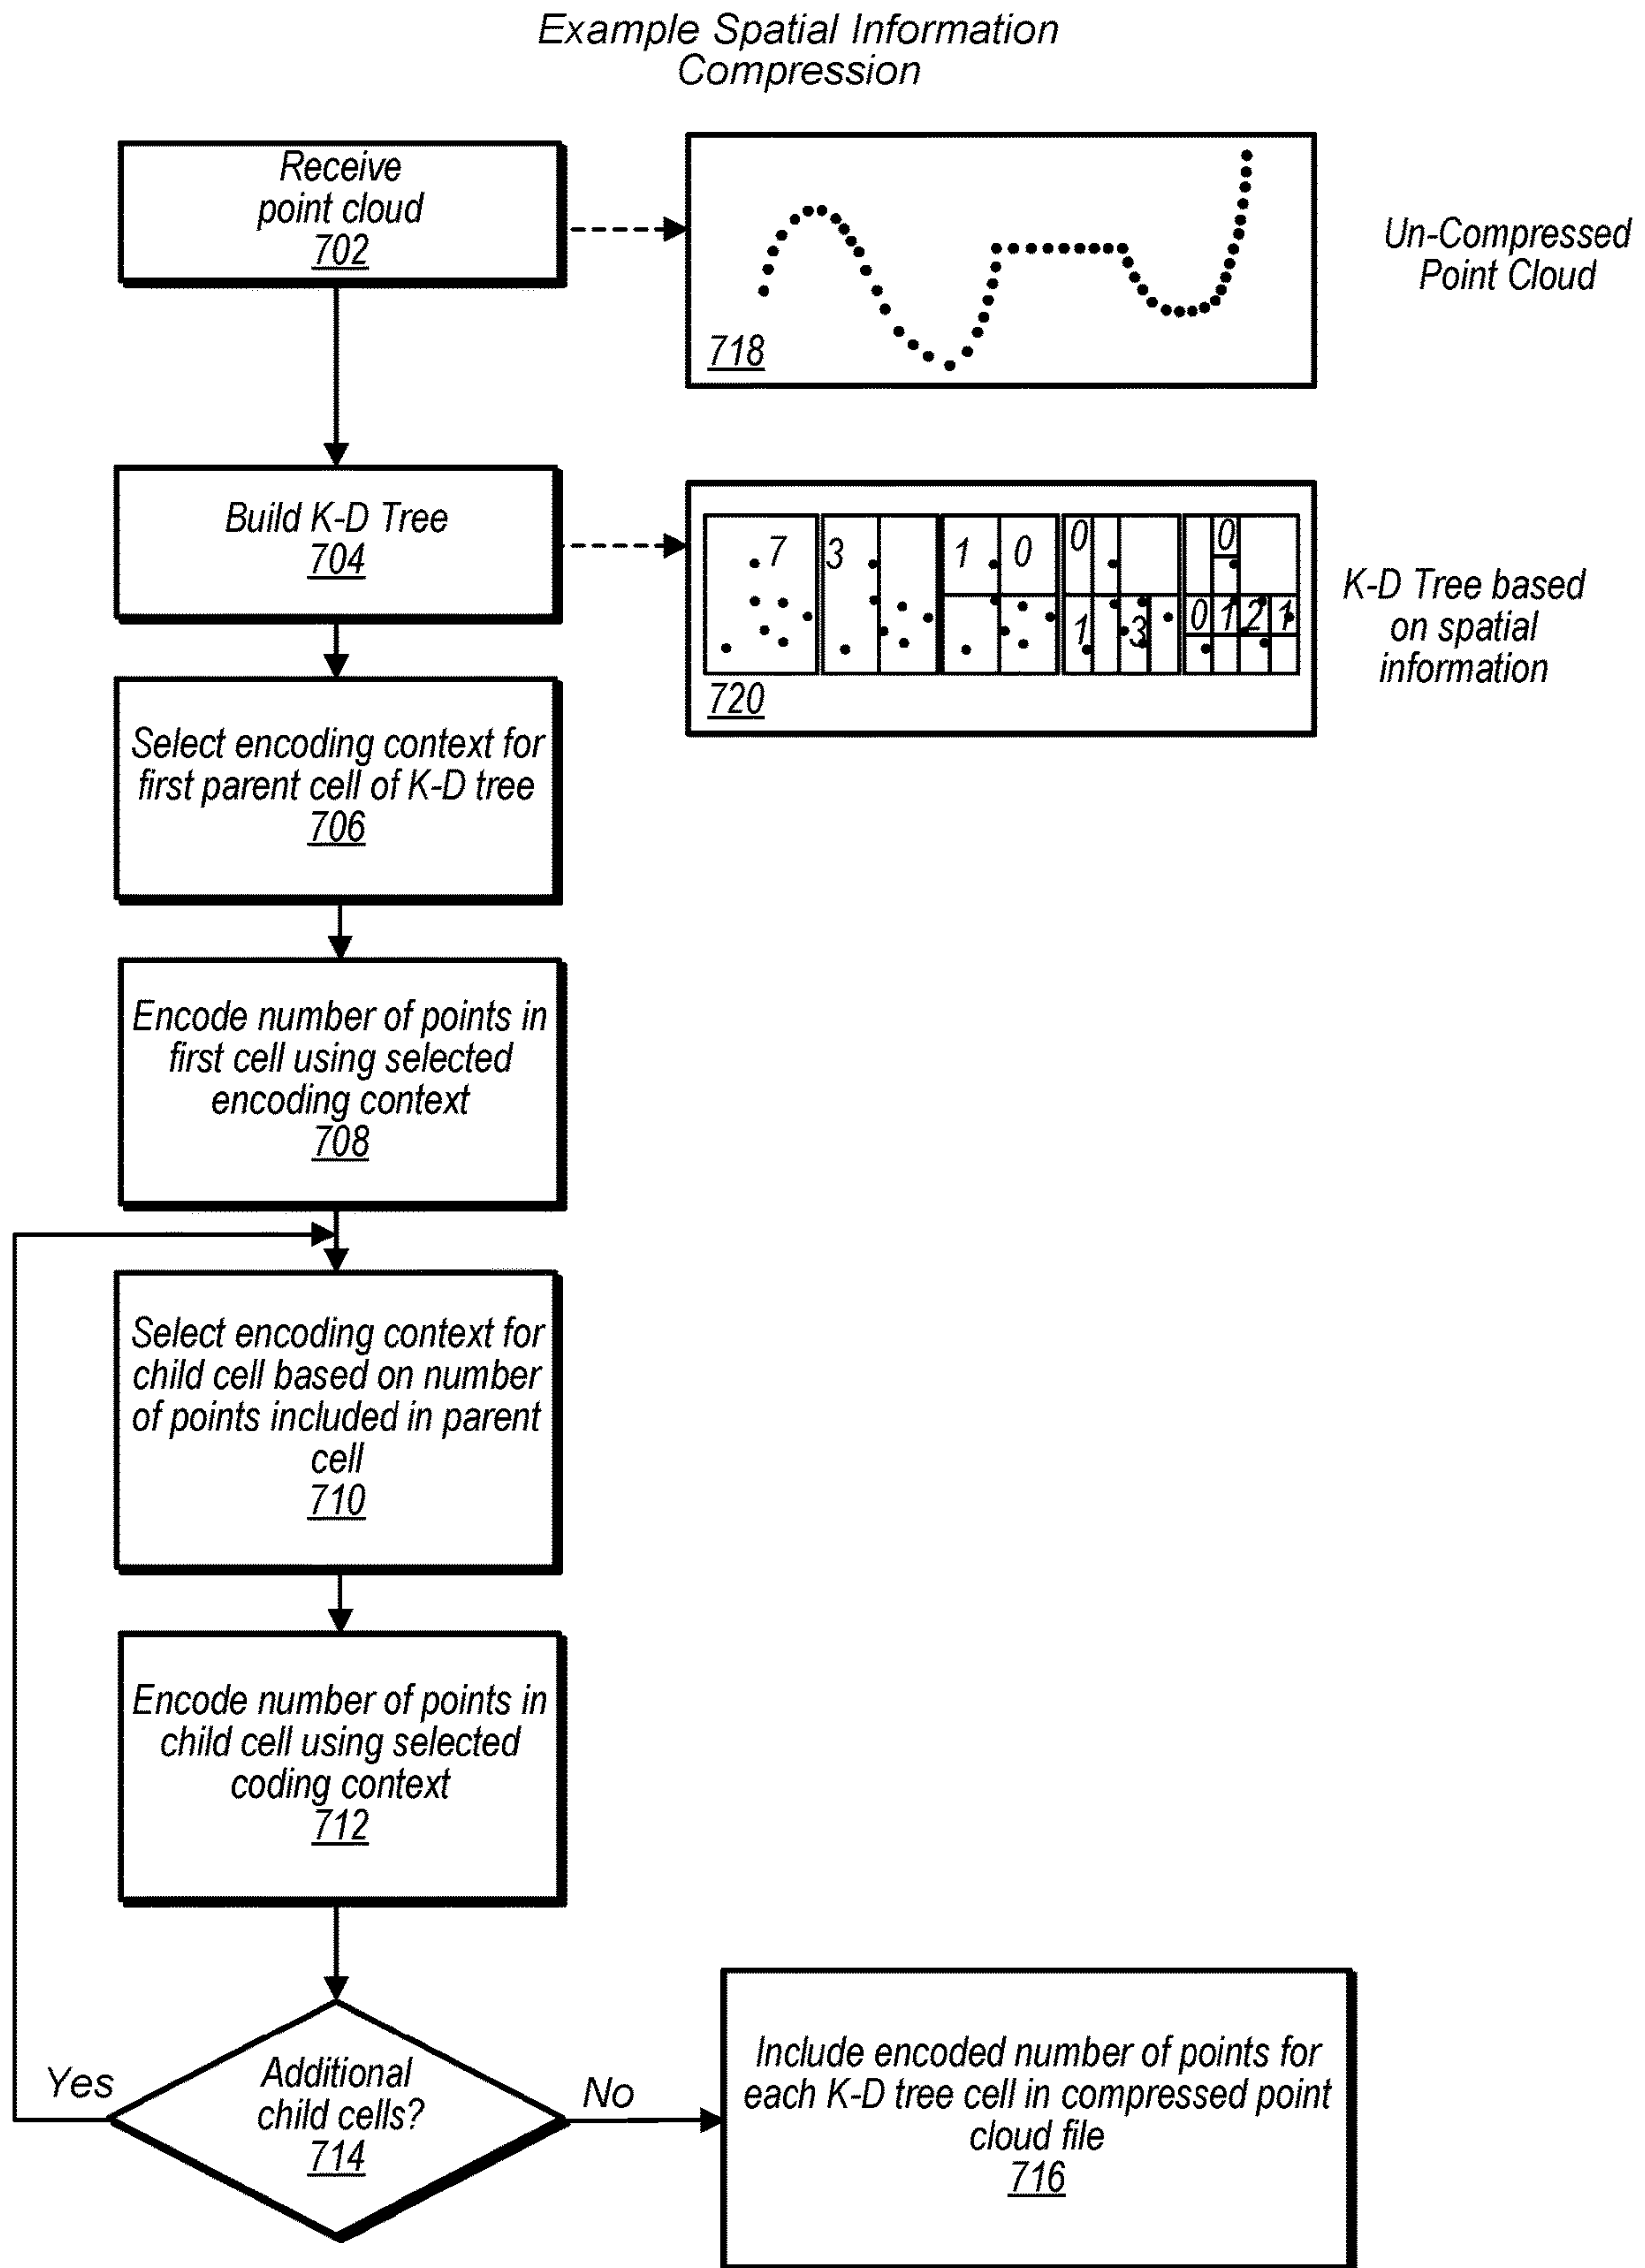 Example Spatial Information
Compression
Receive
point cloud
702
718
Un-Compressed
Point Cloud
Build K-D Tree
704
7 3 1 0 0 0
1 3 0 1 2 1
720
K-D Tree based
on spatial
information
Select encoding context for
first parent cell of K-D tree
706
Encode number of points in
first cell using selected
encoding context
708
Select encoding context for
child cell based on number
of points included in parent
cell
710
Encode number of points in
child cell using selected
coding context
712
Additional
child cells?
714
Yes
No
Include encoded number of points for
each K-D tree cell in compressed point
cloud file
716